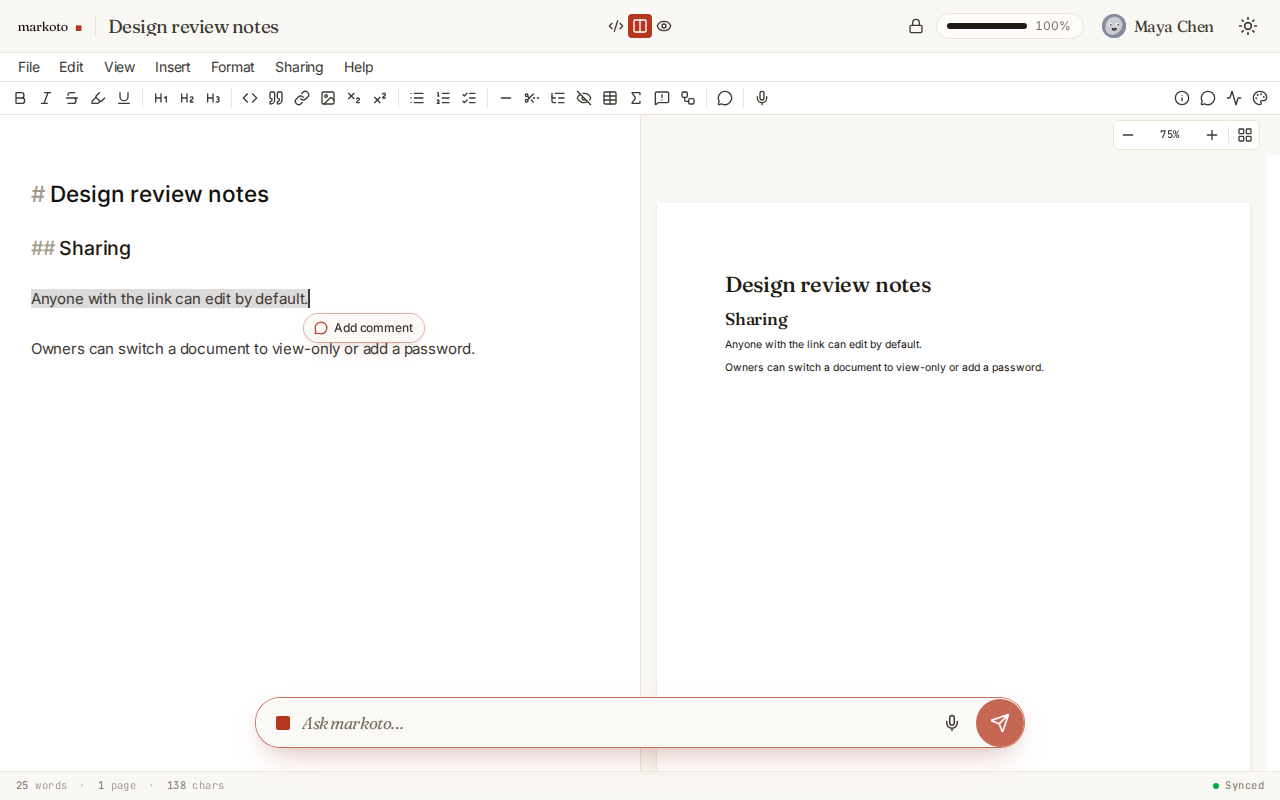 markoto
Design review notes
100%
Maya Chen
File Edit View Insert Format Sharing Help
H1 H2 H3
75%
# Design review notes
## Sharing
Anyone with the link can edit by default.
Add comment
Owners can switch a document to view-only or add a password.
Design review notes
Sharing
Anyone with the link can edit by default.
Owners can switch a document to view-only or add a password.
Ask markoto...
25 words · 1 page · 138 chars
Synced